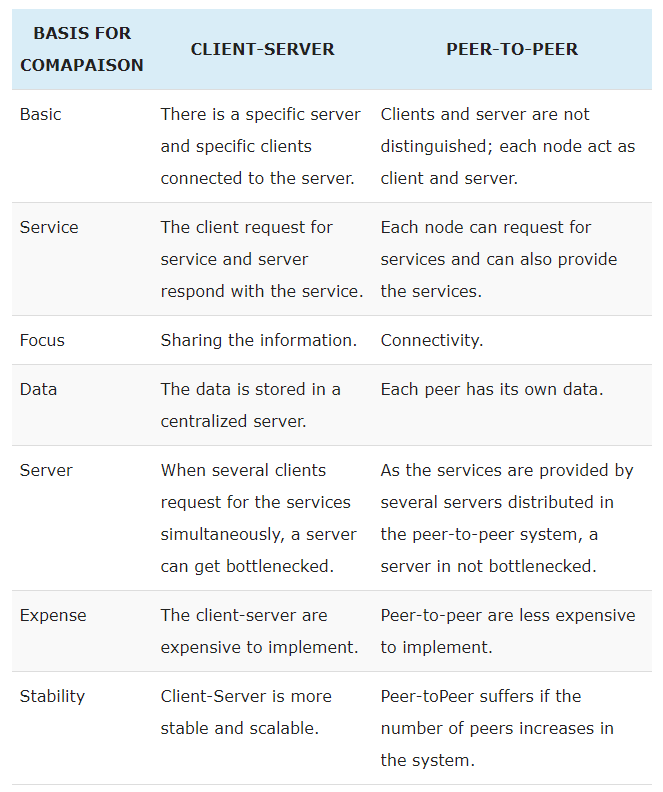 BASIS FOR
COMAPAISON
CLIENT-SERVER
PEER-TO-PEER
Basic
There is a specific server
and specific clients
connected to the server.
Clients and server are not
distinguished; each node act as
client and server.
Service
The client request for
service and server
respond with the service.
Each node can request for
services and can also provide
the services.
Focus
Sharing the information.
Connectivity.
Data
The data is stored in a
centralized server.
Each peer has its own data.
Server
When several clients
request for the services
simultaneously, a server
can get bottlenecked.
As the services are provided by
several servers distributed in
the peer-to-peer system, a
server in not bottlenecked.
Expense
The client-server are
expensive to implement.
Peer-to-peer are less expensive
to implement.
Stability
Client-Server is more
stable and scalable.
Peer-toPeer suffers if the
number of peers increases in
the system.